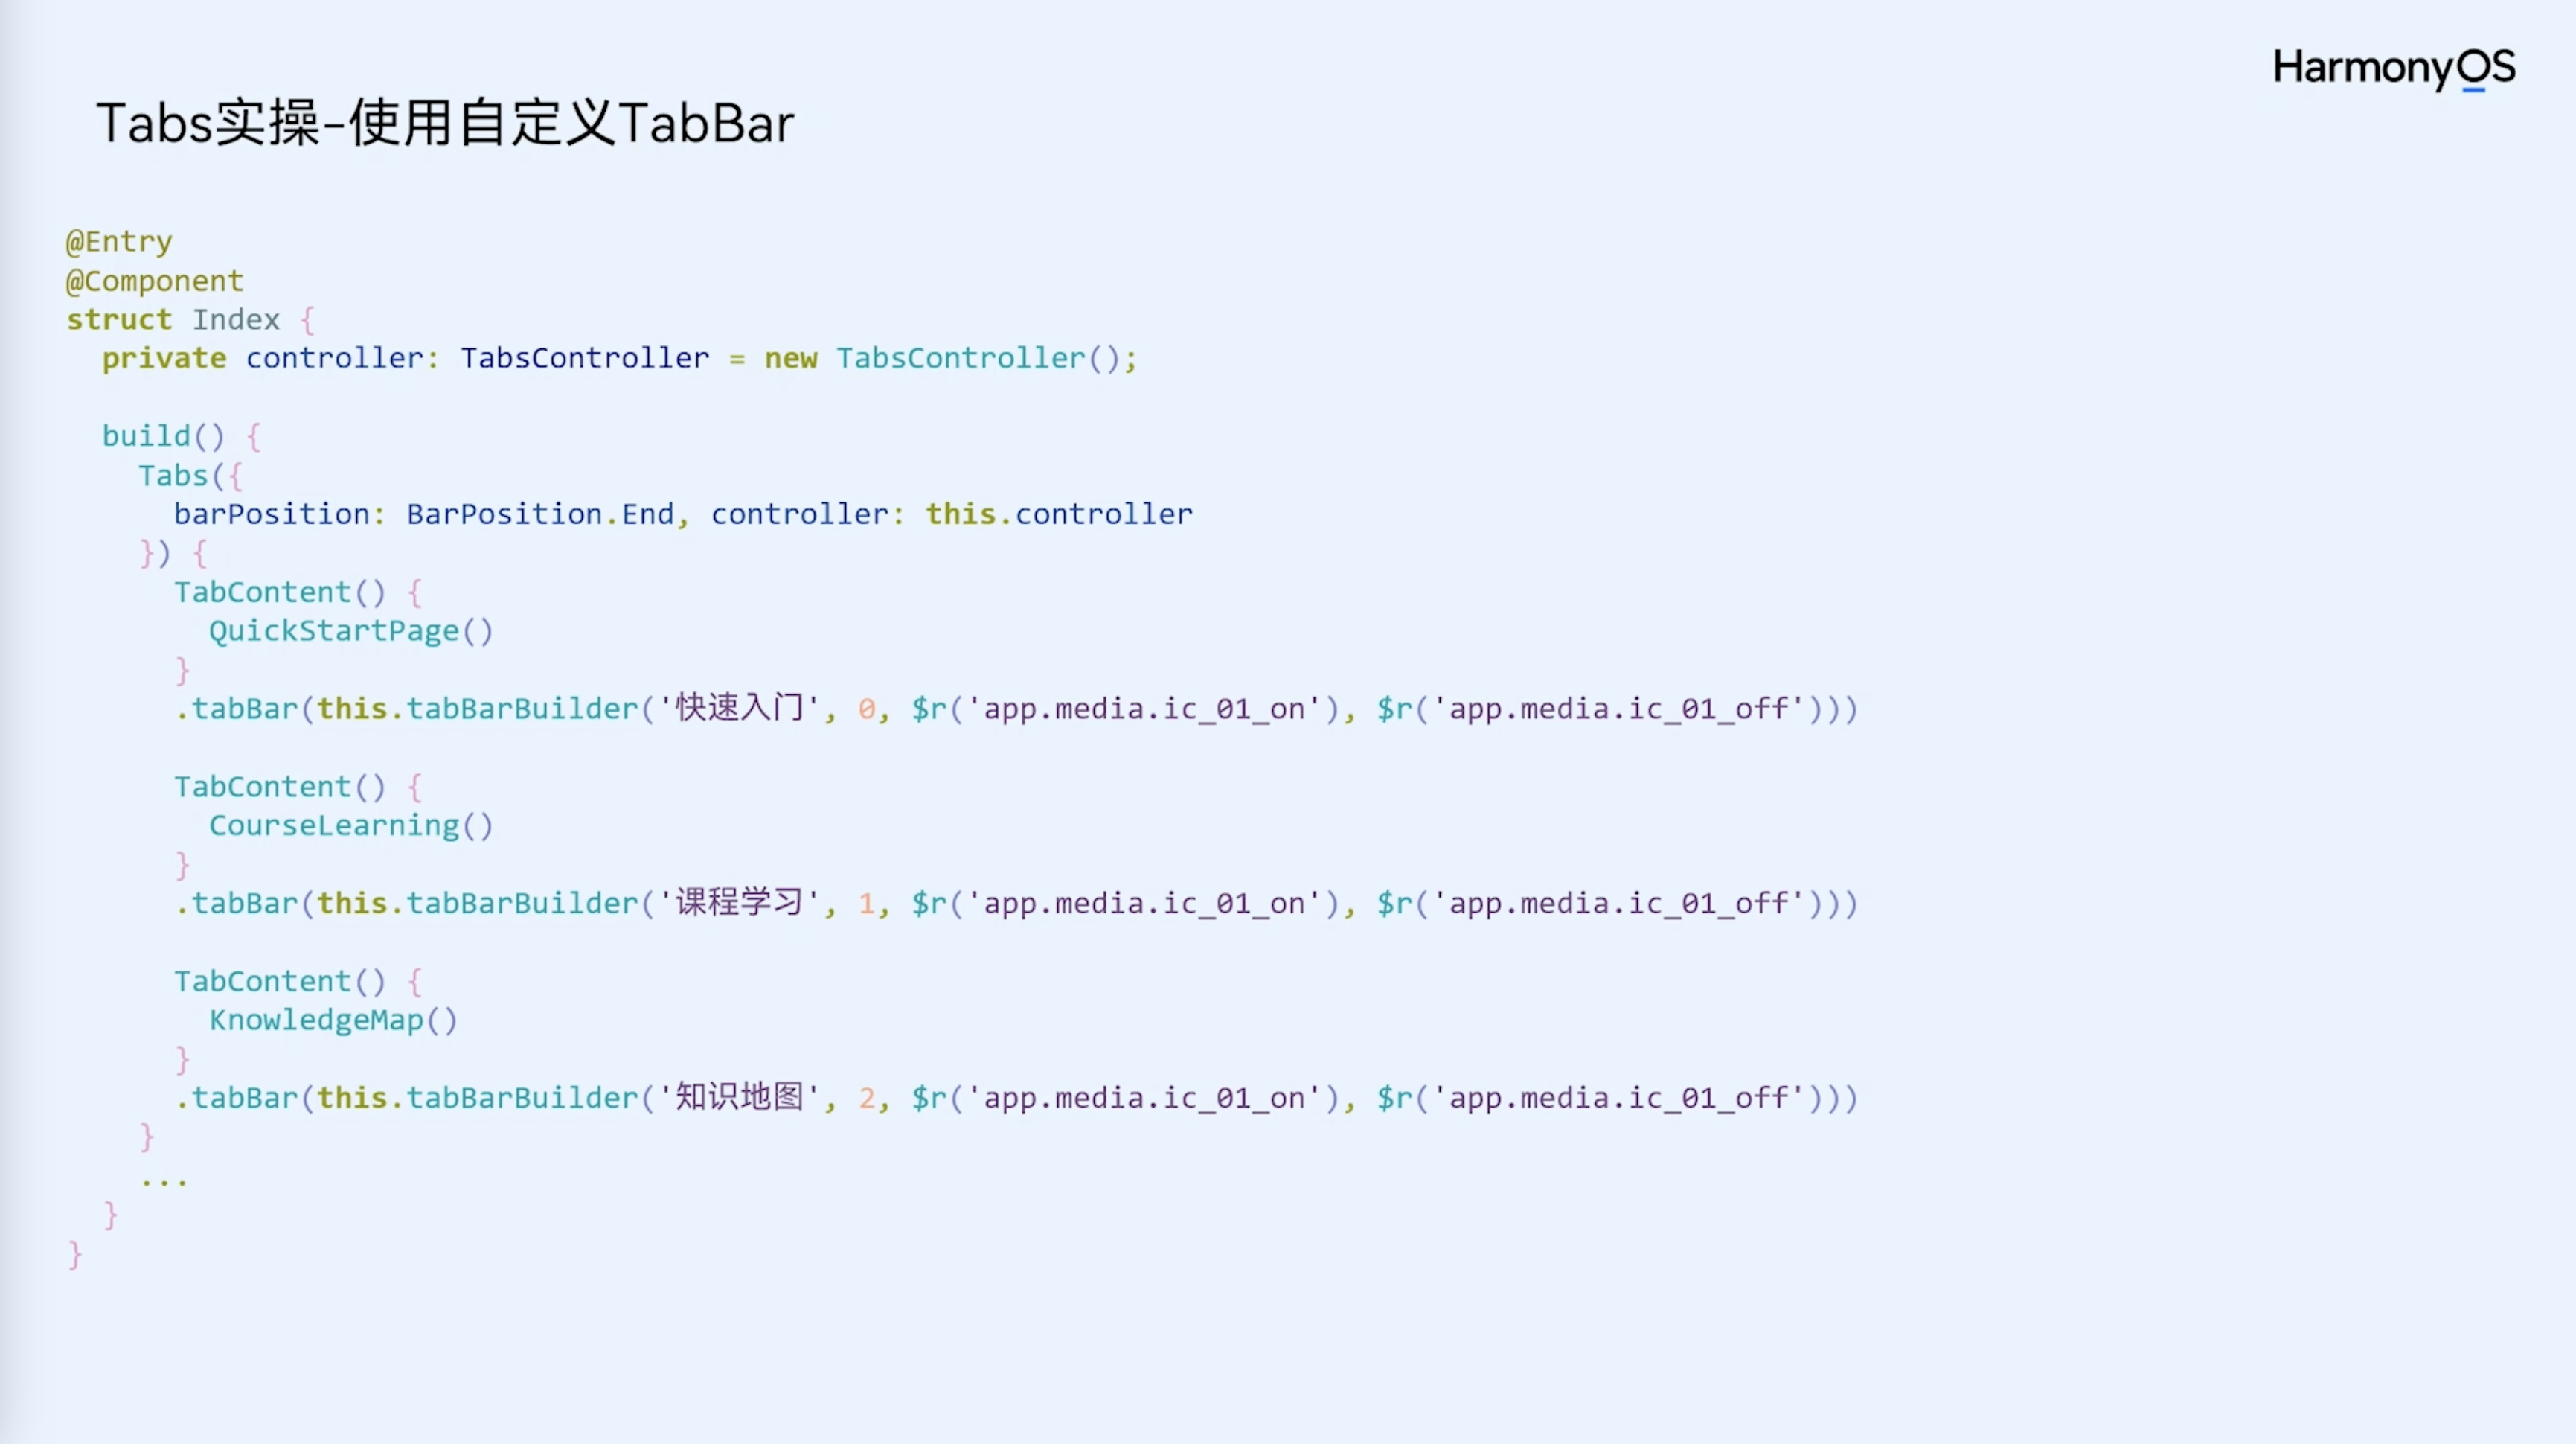 HarmonyOS
Tabs实操-使用自定义TabBar
@Entry
@Component
struct Index {
  private controller: TabsController = new TabsController();
  build() {
    Tabs({
      barPosition: BarPosition.End, controller: this.controller
    }) {
      TabContent() {
        QuickStartPage()
      }
      .tabBar(this.tabBarBuilder('快速入门', 0, $r('app.media.ic_01_on'), $r('app.media.ic_01_off')))
      TabContent() {
        CourseLearning()
      }
      .tabBar(this.tabBarBuilder('课程学习', 1, $r('app.media.ic_01_on'), $r('app.media.ic_01_off')))
      TabContent() {
        KnowledgeMap()
      }
      .tabBar(this.tabBarBuilder('知识地图', 2, $r('app.media.ic_01_on'), $r('app.media.ic_01_off')))
    }
    ...
  }
}